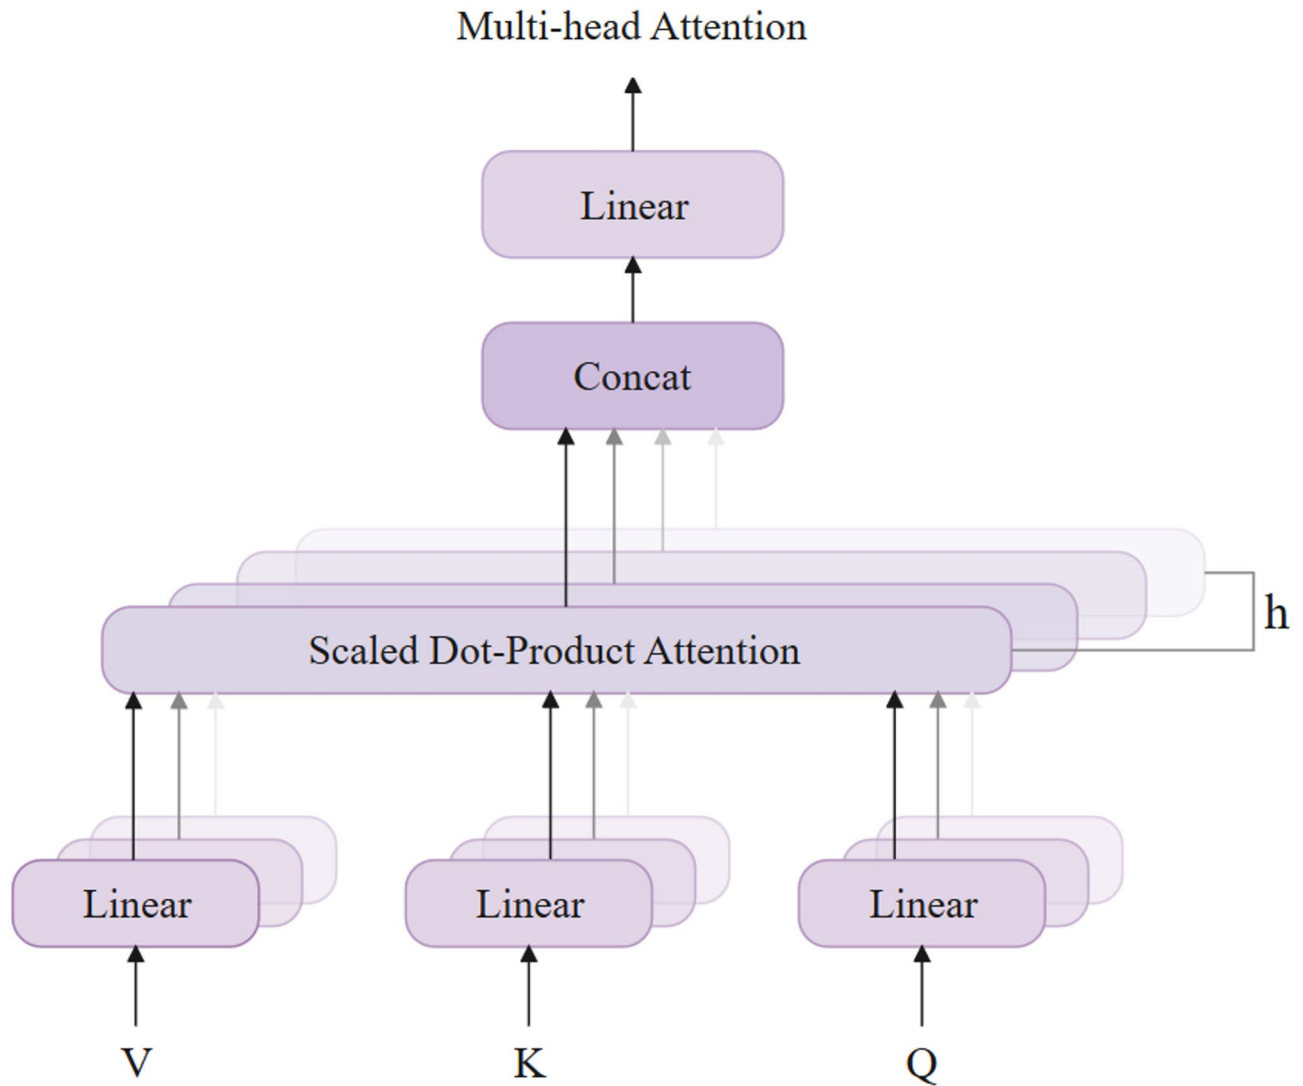 Multi-head Attention
Linear
Concat
Scaled Dot-Product Attention
h
Linear Linear Linear
V K Q